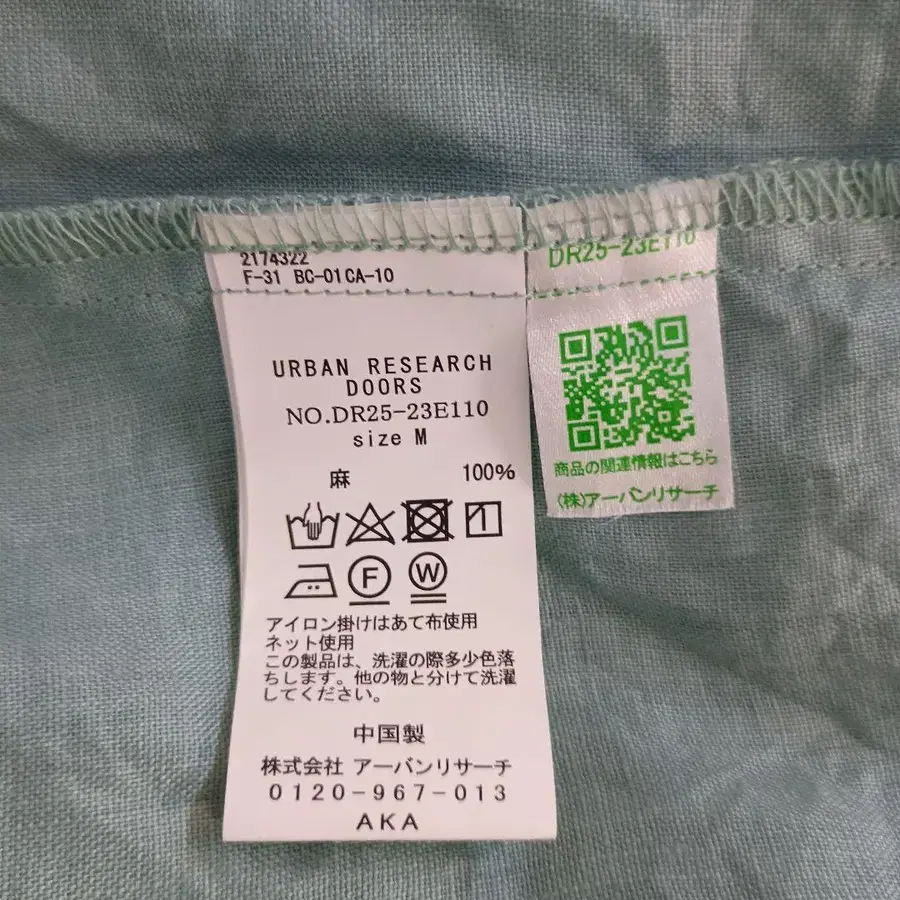 2174322
F-31 BC-01CA-10
URBAN RESEARCH
DOORS
NO.DR25-23E110
size M
麻 100%
F
W
アイロン掛けはあて布使用
ネット使用
この製品は、洗濯の際多少色落
ちします。他の物と分けて洗濯
してください。
中国製
株式会社 アーバンリサーチ
0120-967-013
AKA
DR25-23E110
商品の関連情報はこちら
(株)アーバンリサーチ